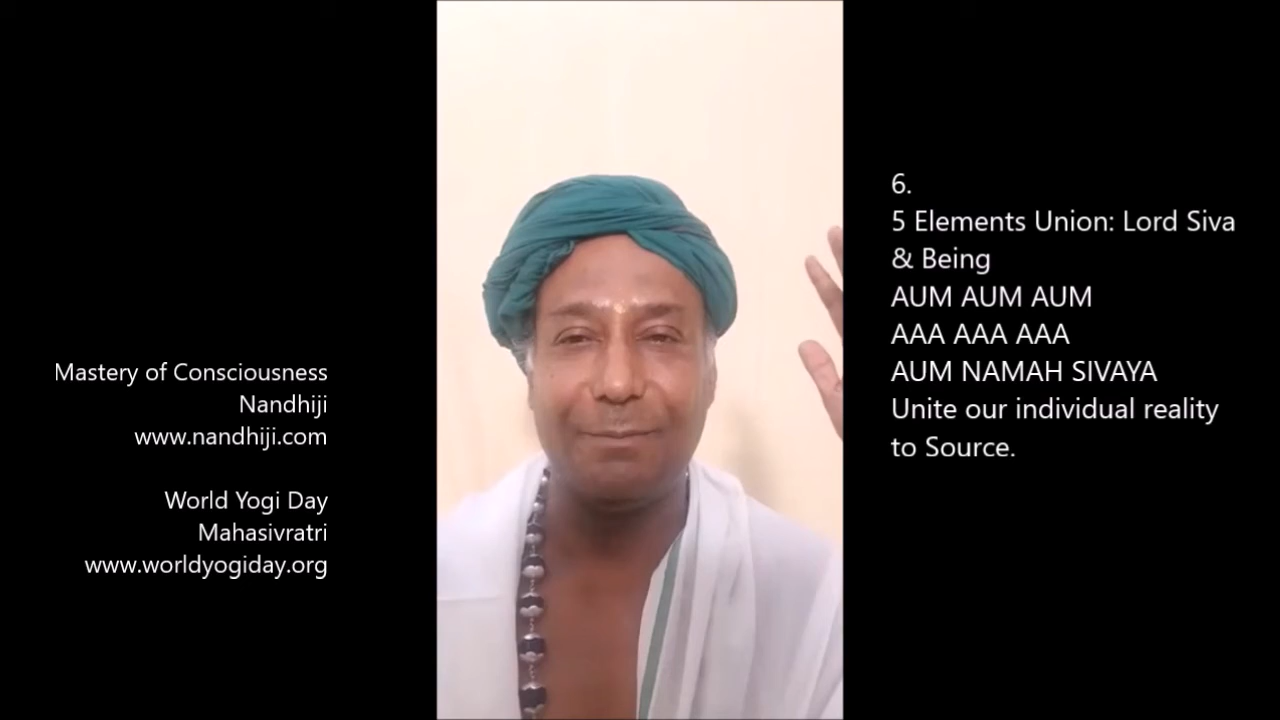 Mastery of Consciousness
Nandhiji
www.nandhiji.com
World Yogi Day
Mahasivratri
www.worldyogiday.org
6.
5 Elements Union: Lord Siva
& Being
AUM AUM AUM
AAA AAA AAA
AUM NAMAH SIVAYA
Unite our individual reality
to Source.